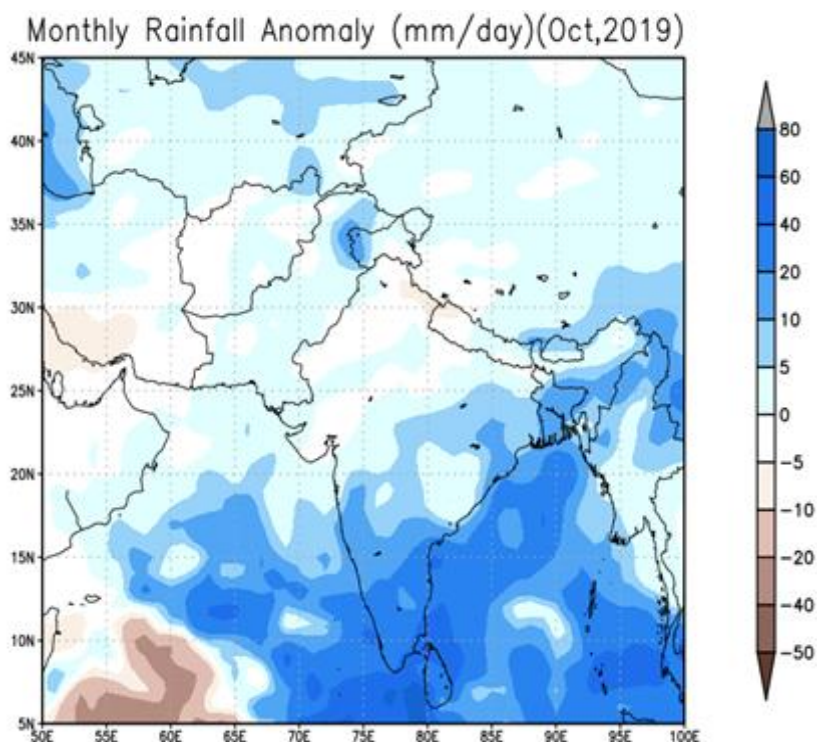 Monthly Rainfall Anomaly (mm/day)(Oct,2019)
45N
40N
35N
30N
25N
20N
15N
10N
5N
50E 55E 60E 65E 70E 75E 80E 85E 90E 95E 100E
80
60
40
20
10
5
0
-5
-10
-20
-40
-50